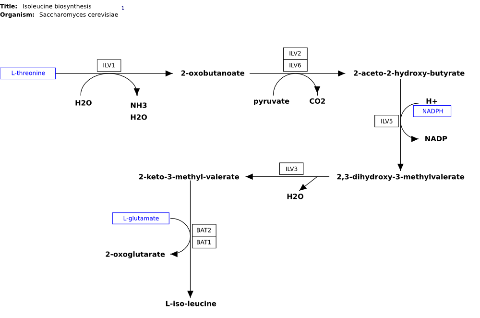 Title: Isoleucine biosynthesis 1
Organism: Saccharomyces cerevisiae
ILV2
ILV1
ILV6
L-threonine
2-oxobutanoate
2-aceto-2-hydroxy-butyrate
H2O
NH3
H2O
pyruvate
CO2
H+
NADPH
ILV5
NADP
ILV3
2-keto-3-methyl-valerate
2,3-dihydroxy-3-methylvalerate
H2O
L-glutamate
BAT2
BAT1
2-oxoglutarate
L-iso-leucine